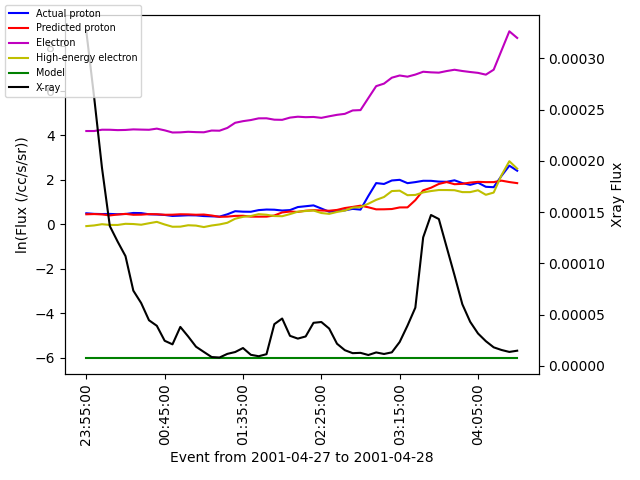 Actual proton
Predicted proton
Electron
High-energy electron
Model
X-ray
8
6
4
2
0
−2
−4
−6
ln(Flux (/cc/s/sr))
0.00030
0.00025
0.00020
0.00015
0.00010
0.00005
0.00000
Xray Flux
23:55:00
00:45:00
01:35:00
02:25:00
03:15:00
04:05:00
Event from 2001-04-27 to 2001-04-28